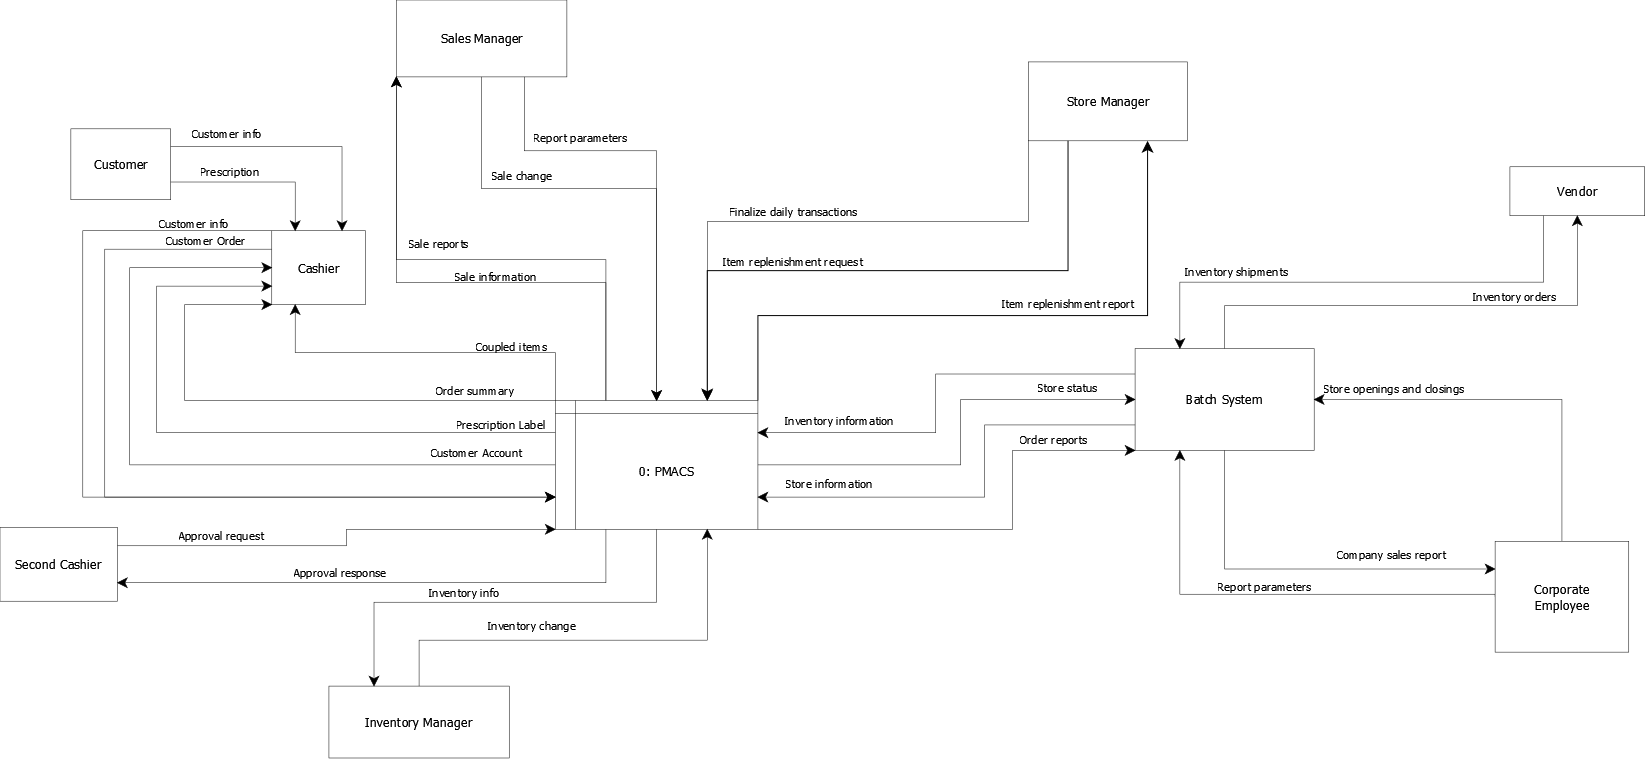 Sales Manager
Store Manager
Customer info
Report parameters
Customer
Prescription
Sale change
Vendor
Finalize daily transactions
Customer info
Customer Order
Sale reports
Item replenishment request
Cashier
Sale information
Inventory shipments
Inventory orders
Item replenishment report
Coupled items
Store status
Store openings and closings
Order summary
Batch System
Inventory information
Prescription Label
Order reports
Customer Account
0: PMACS
Store information
Approval request
Second Cashier
Approval response
Company sales report
Inventory info
Report parameters
Corporate
Employee
Inventory change
Inventory Manager